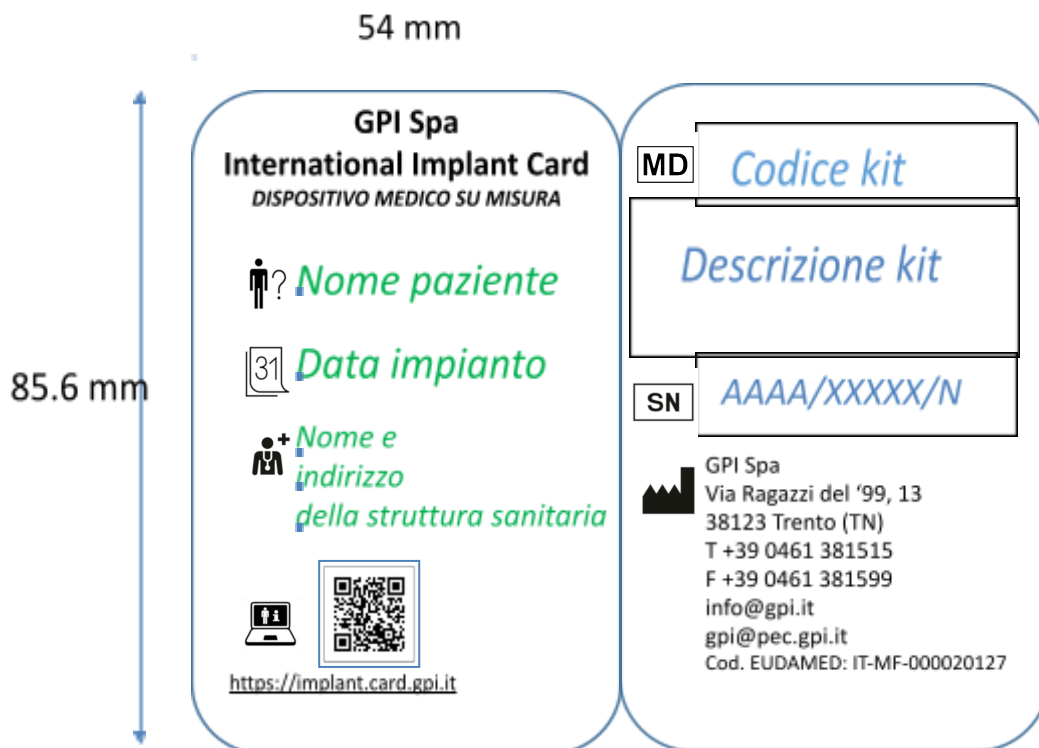 54 mm
85.6 mm
GPI Spa
International Implant Card
DISPOSITIVO MEDICO SU MISURA
? Nome paziente
31 Data impianto
Nome e
indirizzo
della struttura sanitaria
https://implant.card.gpi.it
MD Codice kit
Descrizione kit
SN AAAA/XXXXX/N
GPI Spa
Via Ragazzi del ‘99, 13
38123 Trento (TN)
T +39 0461 381515
F +39 0461 381599
info@gpi.it
gpi@pec.gpi.it
Cod. EUDAMED: IT-MF-000020127